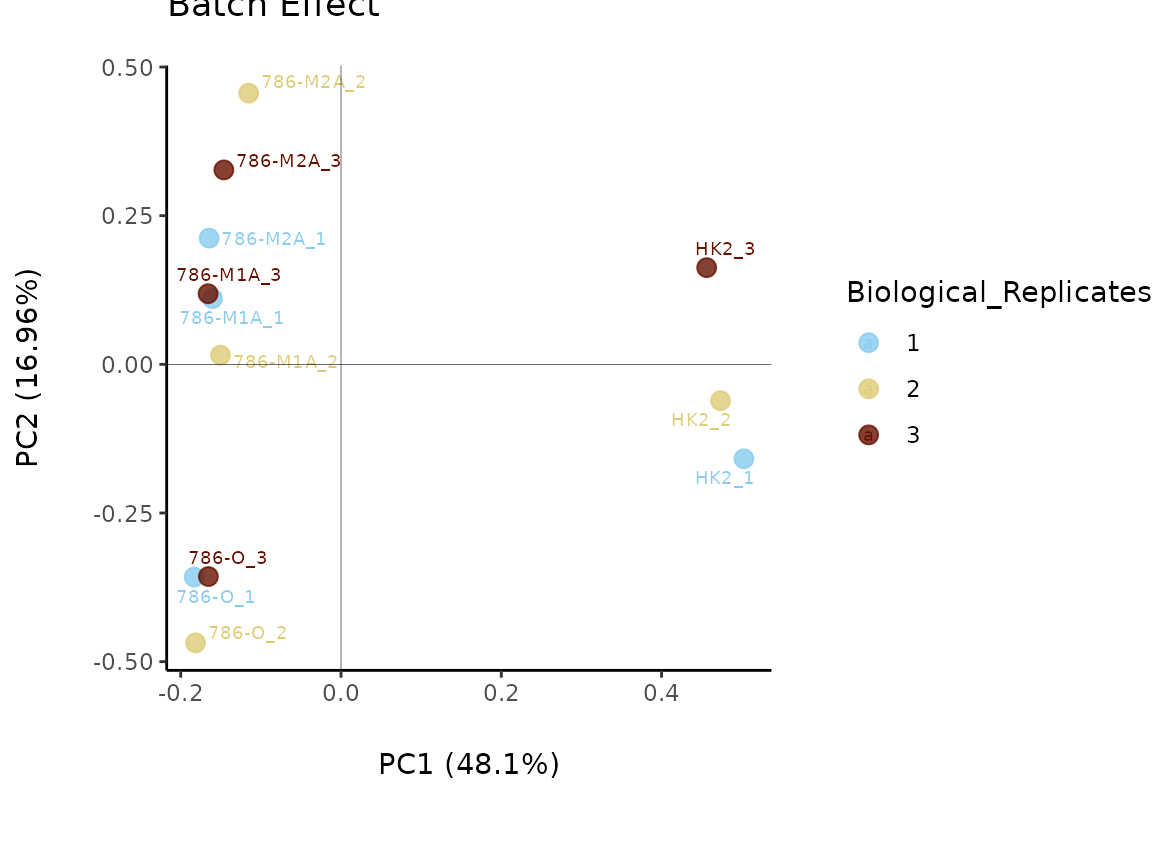 Batch Effect
0.50
0.25
0.00
-0.25
-0.50
PC2 (16.96%)
786-M2A_2
786-M2A_3
786-M2A_1
786-M1A_3
786-M1A_1
786-M1A_2
HK2_3
HK2_2
HK2_1
786-O_3
786-O_1
786-O_2
-0.2
0.0
0.2
0.4
PC1 (48.1%)
Biological_Replicates
a 1
a 2
a 3